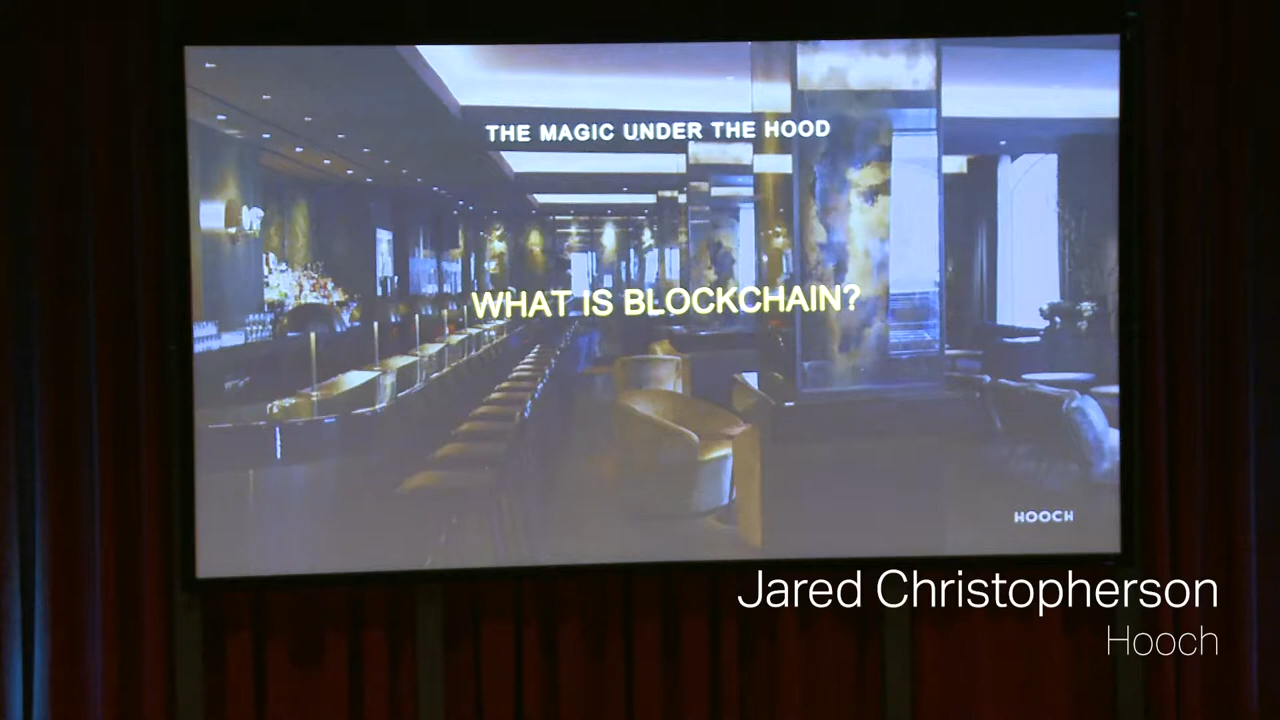 THE MAGIC UNDER THE HOOD
WHAT IS BLOCKCHAIN?
HOOCH
Jared Christopherson
Hooch